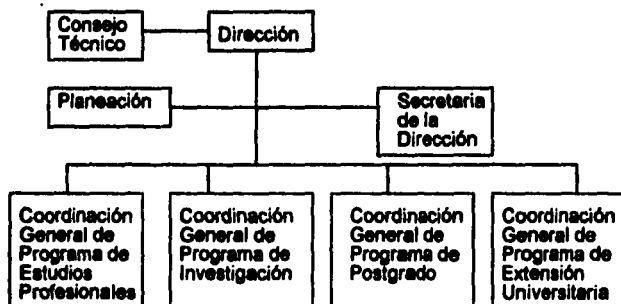 Consejo
Técnico
Dirección
Planeación
Secretaria
de la
Dirección
Coordinación
General de
Programa de
Estudios
Profesionales
Coordinación
General de
Programa de
Investigación
Coordinación
General de
Programa de
Postgrado
Coordinación
General de
Programa de
Extensión
Universitaria